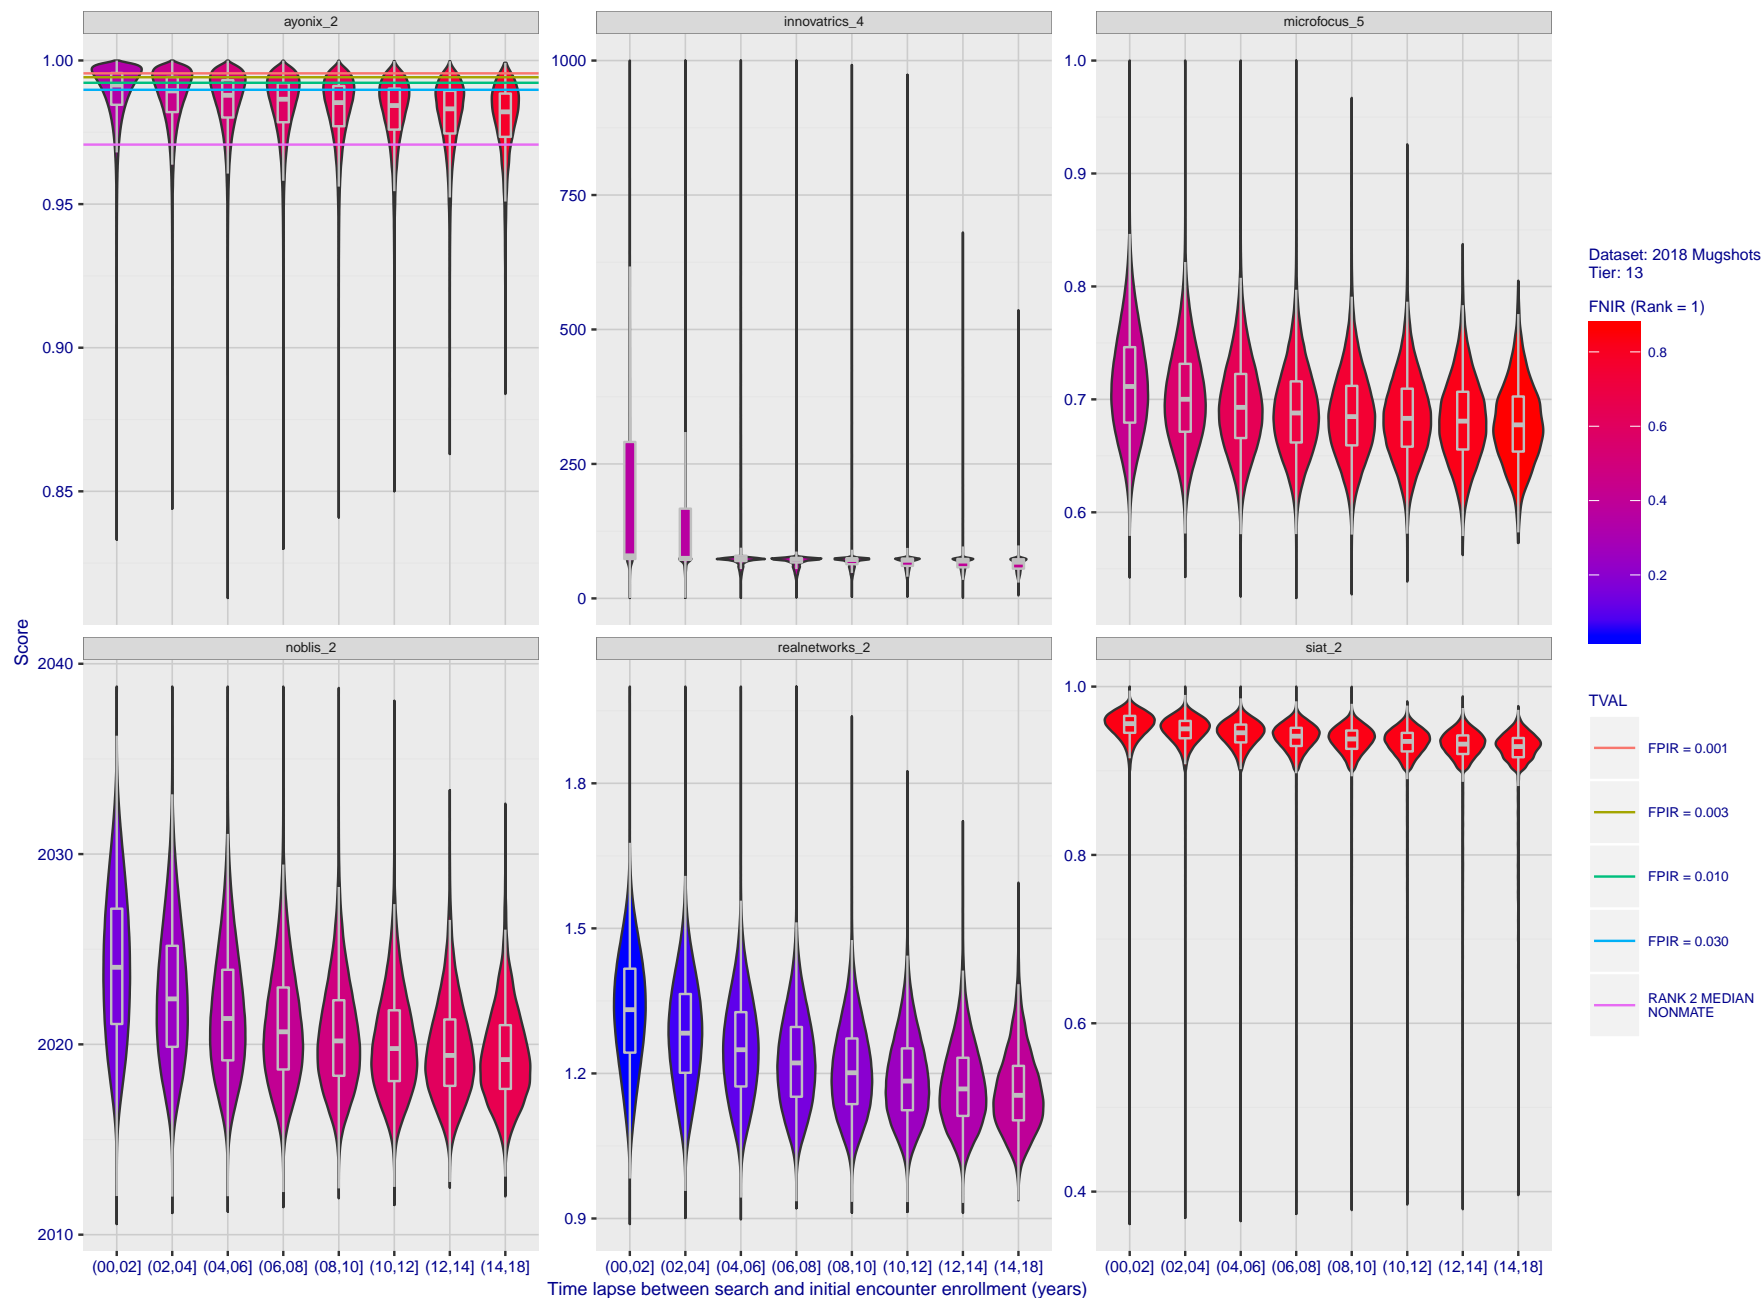 ayonix_2
innovatrics_4
microfocus_5
1.00
0.95
0.90
0.85
1000
750
500
250
0
1.0
0.9
0.8
0.7
0.6
Score
noblis_2
realnetworks_2
siat_2
2040
2030
2020
2010
1.8
1.5
1.2
0.9
1.0
0.8
0.6
0.4
(00,02] (02,04] (04,06] (06,08] (08,10] (10,12] (12,14] (14,18]
(00,02] (02,04] (04,06] (06,08] (08,10] (10,12] (12,14] (14,18]
(00,02] (02,04] (04,06] (06,08] (08,10] (10,12] (12,14] (14,18]
Time lapse between search and initial encounter enrollment (years)
Dataset: 2018 Mugshots
Tier: 13
FNIR (Rank = 1)
0.8
0.6
0.4
0.2
TVAL
FPIR = 0.001
FPIR = 0.003
FPIR = 0.010
FPIR = 0.030
RANK 2 MEDIAN
NONMATE